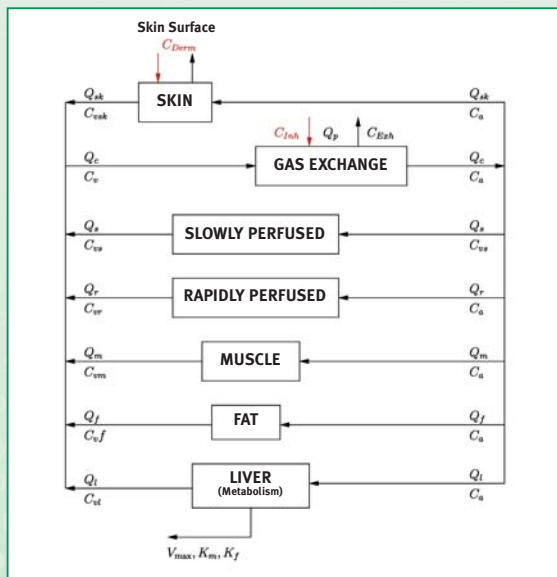 Skin Surface
C_Derm
Q_sk Q_sk
SKIN
C_vsk C_a
C_Inh Q_p C_Exh
Q_c Q_c
GAS EXCHANGE
C_v C_a
Q_s Q_s
SLOWLY PERFUSED
C_vs C_vs
Q_r Q_r
RAPIDLY PERFUSED
C_vr C_a
Q_m Q_m
MUSCLE
C_vm C_a
Q_f Q_f
FAT
C_vf C_a
Q_l Q_l
LIVER
(Metabolism)
C_vl C_a
V_max, K_m, K_f